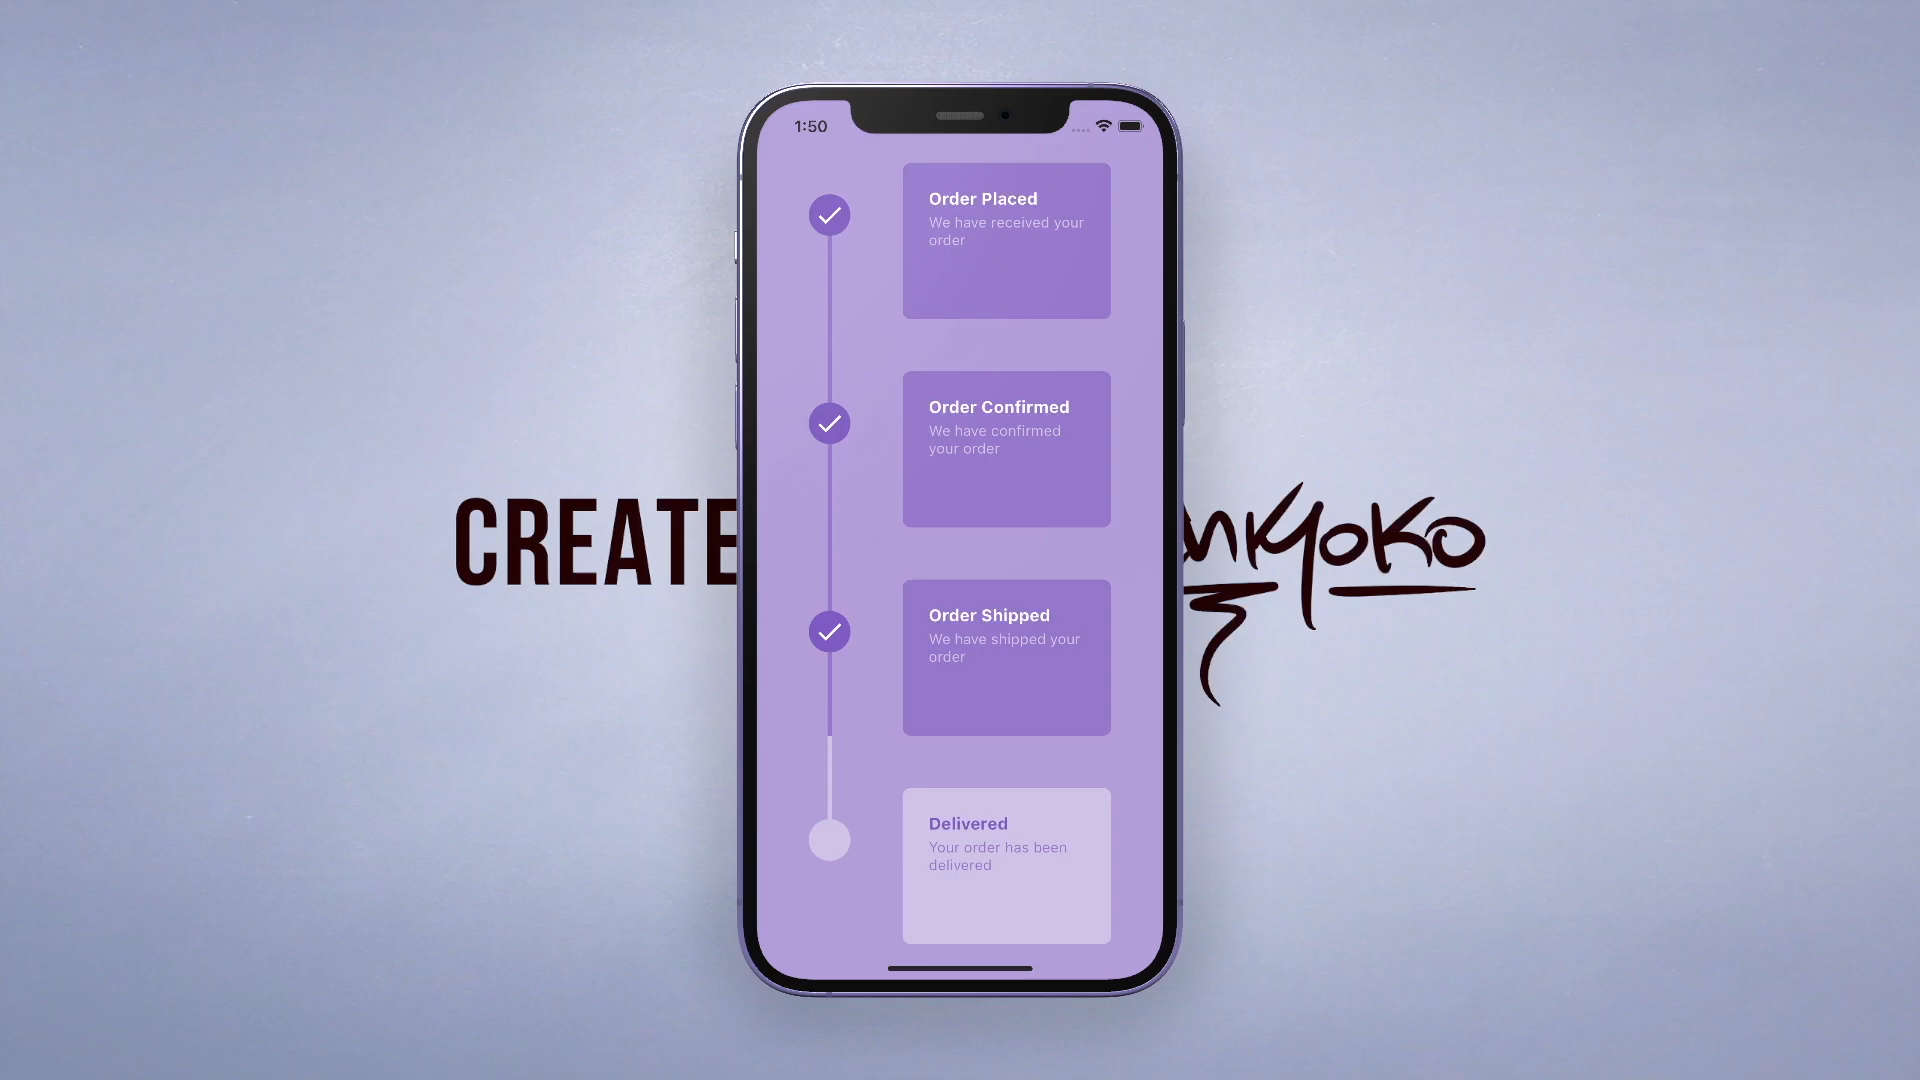 1:50
Order Placed
We have received your
order
Order Confirmed
We have confirmed
your order
CREATE
Order Shipped
We have shipped your
order
Delivered
Your order has been
delivered